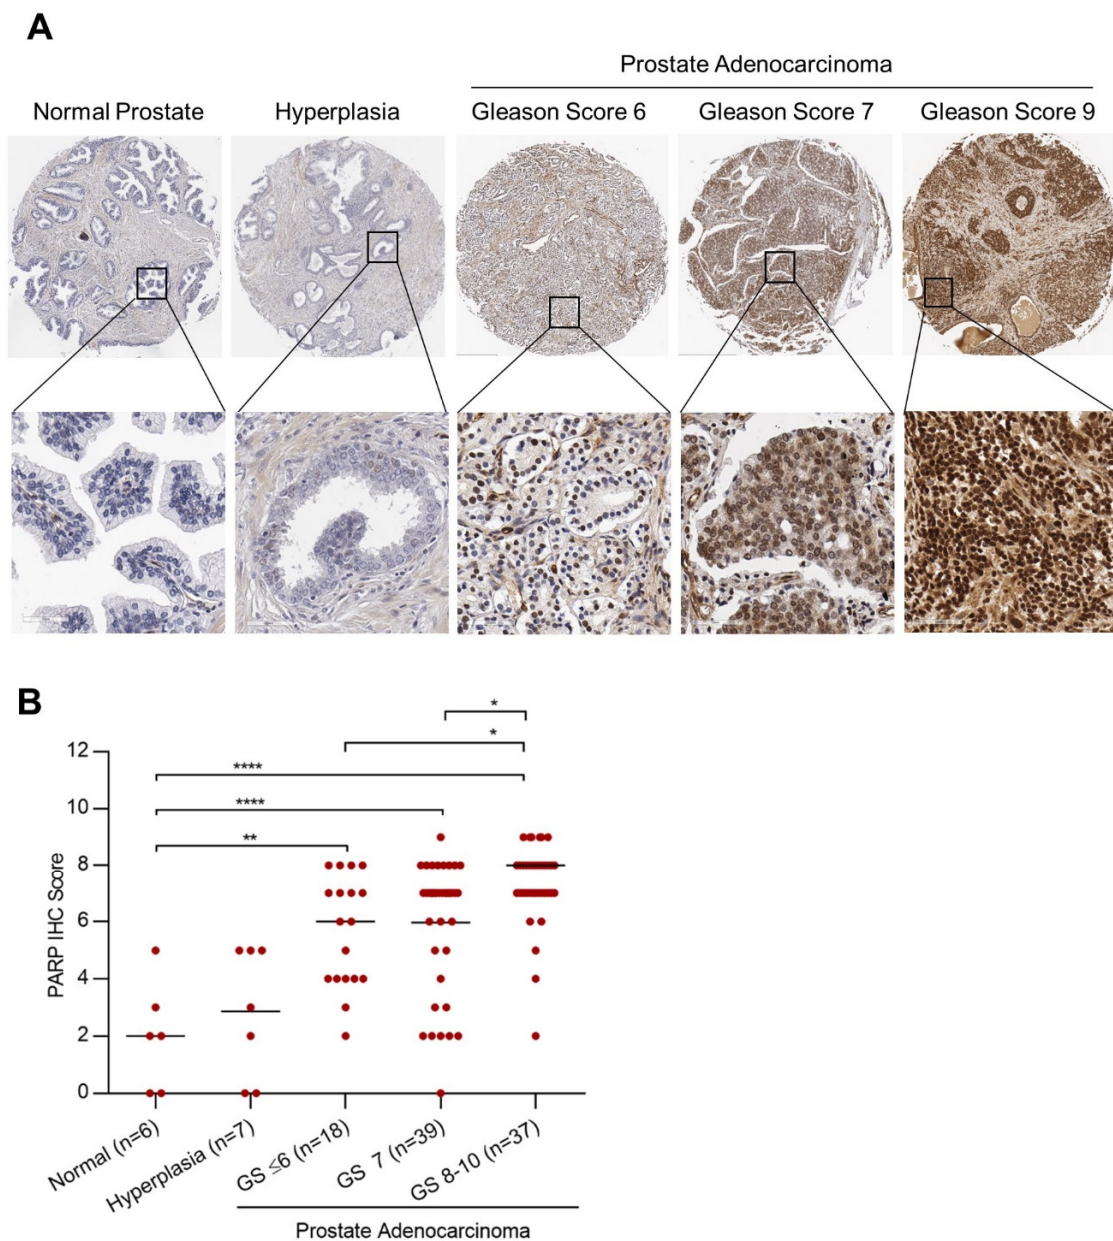 A
Prostate Adenocarcinoma
Normal Prostate Hyperplasia Gleason Score 6 Gleason Score 7 Gleason Score 9
B
*
*
****
****
**
PARP IHC Score
12
10
8
6
4
2
0
Normal (n=6)
Hyperplasia (n=7)
GS ≤6 (n=18)
GS 7 (n=39)
GS 8-10 (n=37)
Prostate Adenocarcinoma